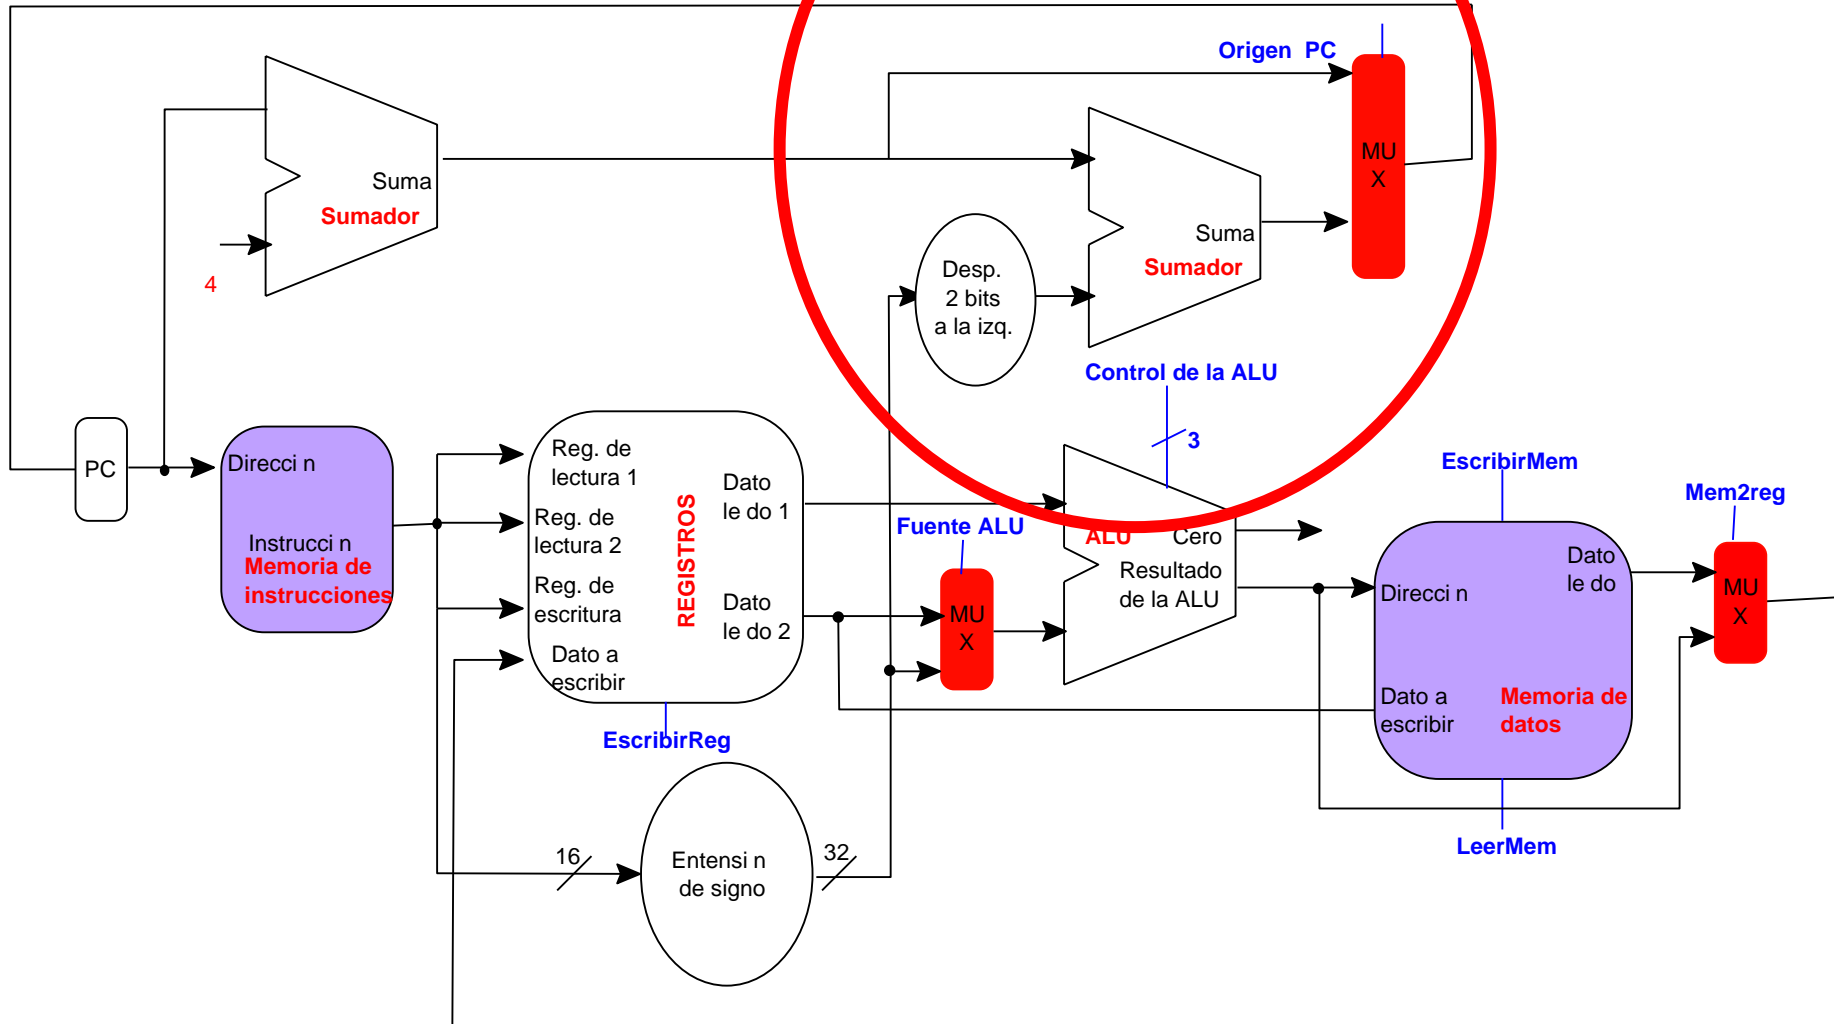 Origen PC
MU
X
Suma
Sumador
4
Suma
Sumador
Desp.
2 bits
a la izq.
Control de la ALU
3
PC
Direcci n
Instrucci n
Memoria de
instrucciones
Reg. de
lectura 1
Reg. de
lectura 2
Reg. de
escritura
Dato a
escribir
REGISTROS
Dato
le do 1
Dato
le do 2
EscribirReg
Fuente ALU
MU
X
ALU
Cero
Resultado
de la ALU
EscribirMem
Direcci n
Dato
le do
Dato a
escribir
Memoria de
datos
LeerMem
Mem2reg
MU
X
16
Entensi n
de signo
32